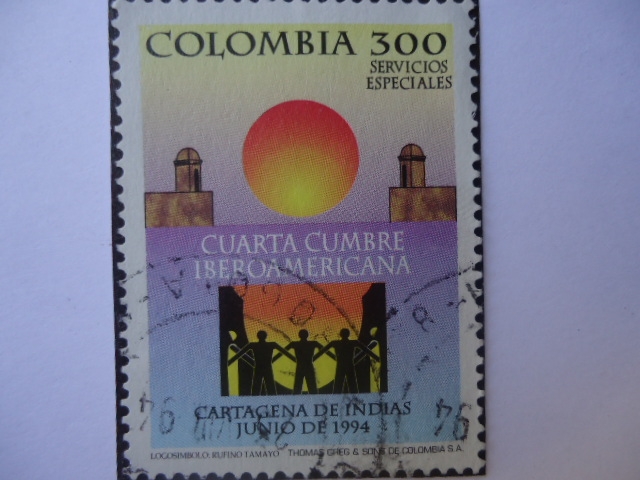 COLOMBIA 300
SERVICIOS
ESPECIALES
CUARTA CUMBRE
IBEROAMERICANA
CARTAGENA DE INDIAS
JUNIO DE 1994
LOGOSIMBOLO: RUFINO TAMAYO THOMAS GREG & SONS DE COLOMBIA S.A.